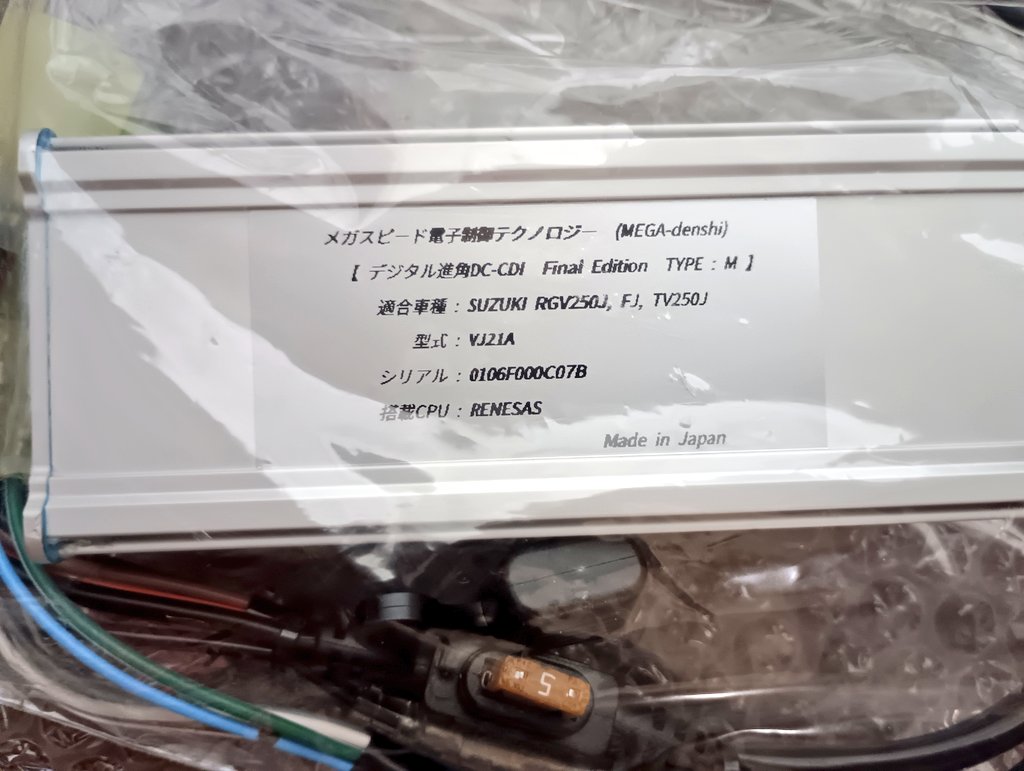 メガスピード電子制御テクノロジー (MEGA-denshi)
【 デジタル進角DC-CDI Final Edition TYPE : M 】
適合車種 : SUZUKI RGV250J, FJ, TV250J
型式 : VJ21A
シリアル : 0106F000C07B
搭載CPU : RENESAS
Made in Japan
5